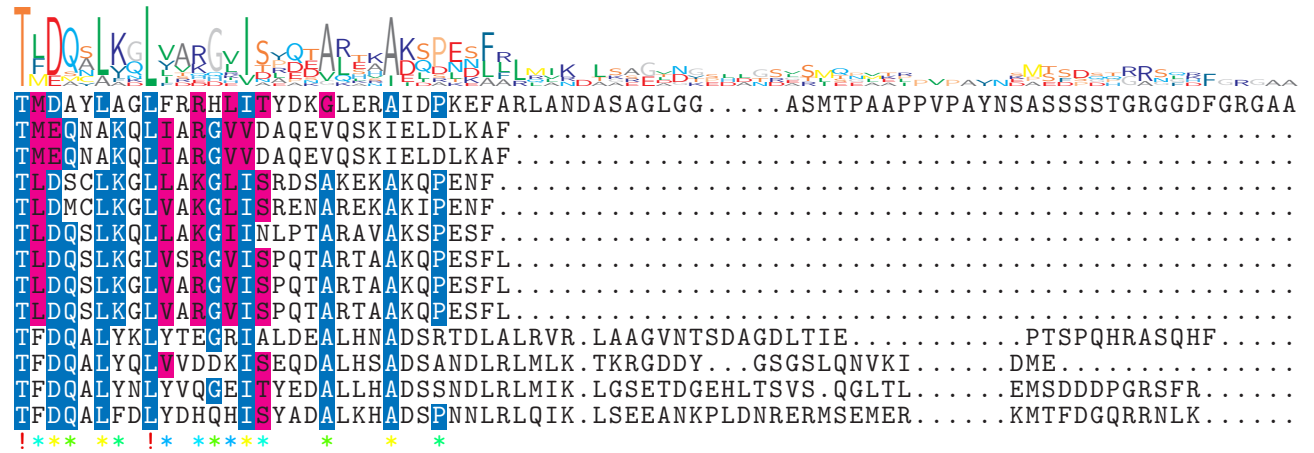 TMDAYLAGLFRRHLITYDKGLERAIDPKEFARLANDASAGLGG.....ASMTPAAPPVPAYNSASSSSTGRGGDFGRGAA
TMEQNAKQLIARGVVDAQEVQSKIELDLKAF.................................................
TMEQNAKQLIARGVVDAQEVQSKIELDLKAF.................................................
TLDSCLKGLLAKGLISRDSAKEKAKQPENF..................................................
TLDMCLKGLVAKGLISRENAREKAKIPENF..................................................
TLDQSLKQLLAKGIINLPTARAVAKSPESF..................................................
TLDQSLKGLVSRGVISPQTARTAAKQPESFL.................................................
TLDQSLKGLVARGVISPQTARTAAKQPESFL.................................................
TLDQSLKGLVARGVISPQTARTAAKQPESFL.................................................
TFDQALYKLYTEGRIALDEALHNADSRTDLALRVR.LAAGVNTSDAGDLTIE...........PTSPQHRASQHF.....
TFDQALYQLVVDDKISEQDALHSADSANDLRLMLK.TKRGDDY...GSGSLQNVKI......DME...............
TFDQALYNLYVQGEITYEDALLHADSSNDLRLMIK.LGSETDGEHLTSVS.QGLTL......EMSDDDPGRSFR......
TFDQALFDLYDHQHISYADALKHADSPNNLRLQIK.LSEEANKPLDNRERMSEMER......KMTFDGQRRNLK......
!*** ** !* ***** * * *